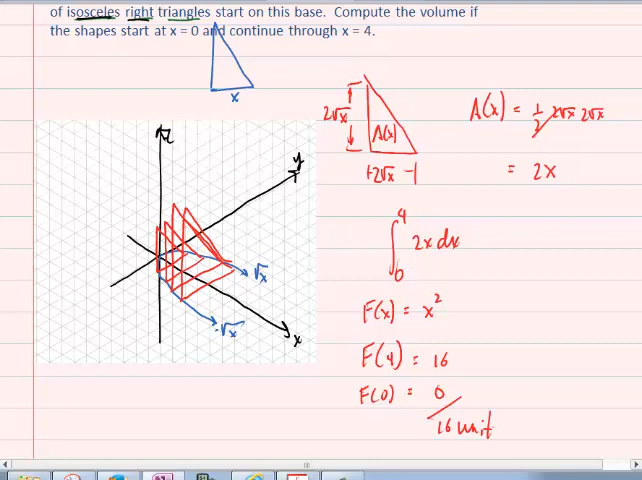 of isosceles right triangles start on this base. Compute the volume if
the shapes start at x = 0 and continue through x = 4.
x
2√x
A(x)
2√x
A(x) = 1/2 2√x 2√x
= 2x
z
y
√x
-√x
x
∫₀⁴ 2x dx
F(x) = x²
F(4) = 16
F(0) = 0
16 unit